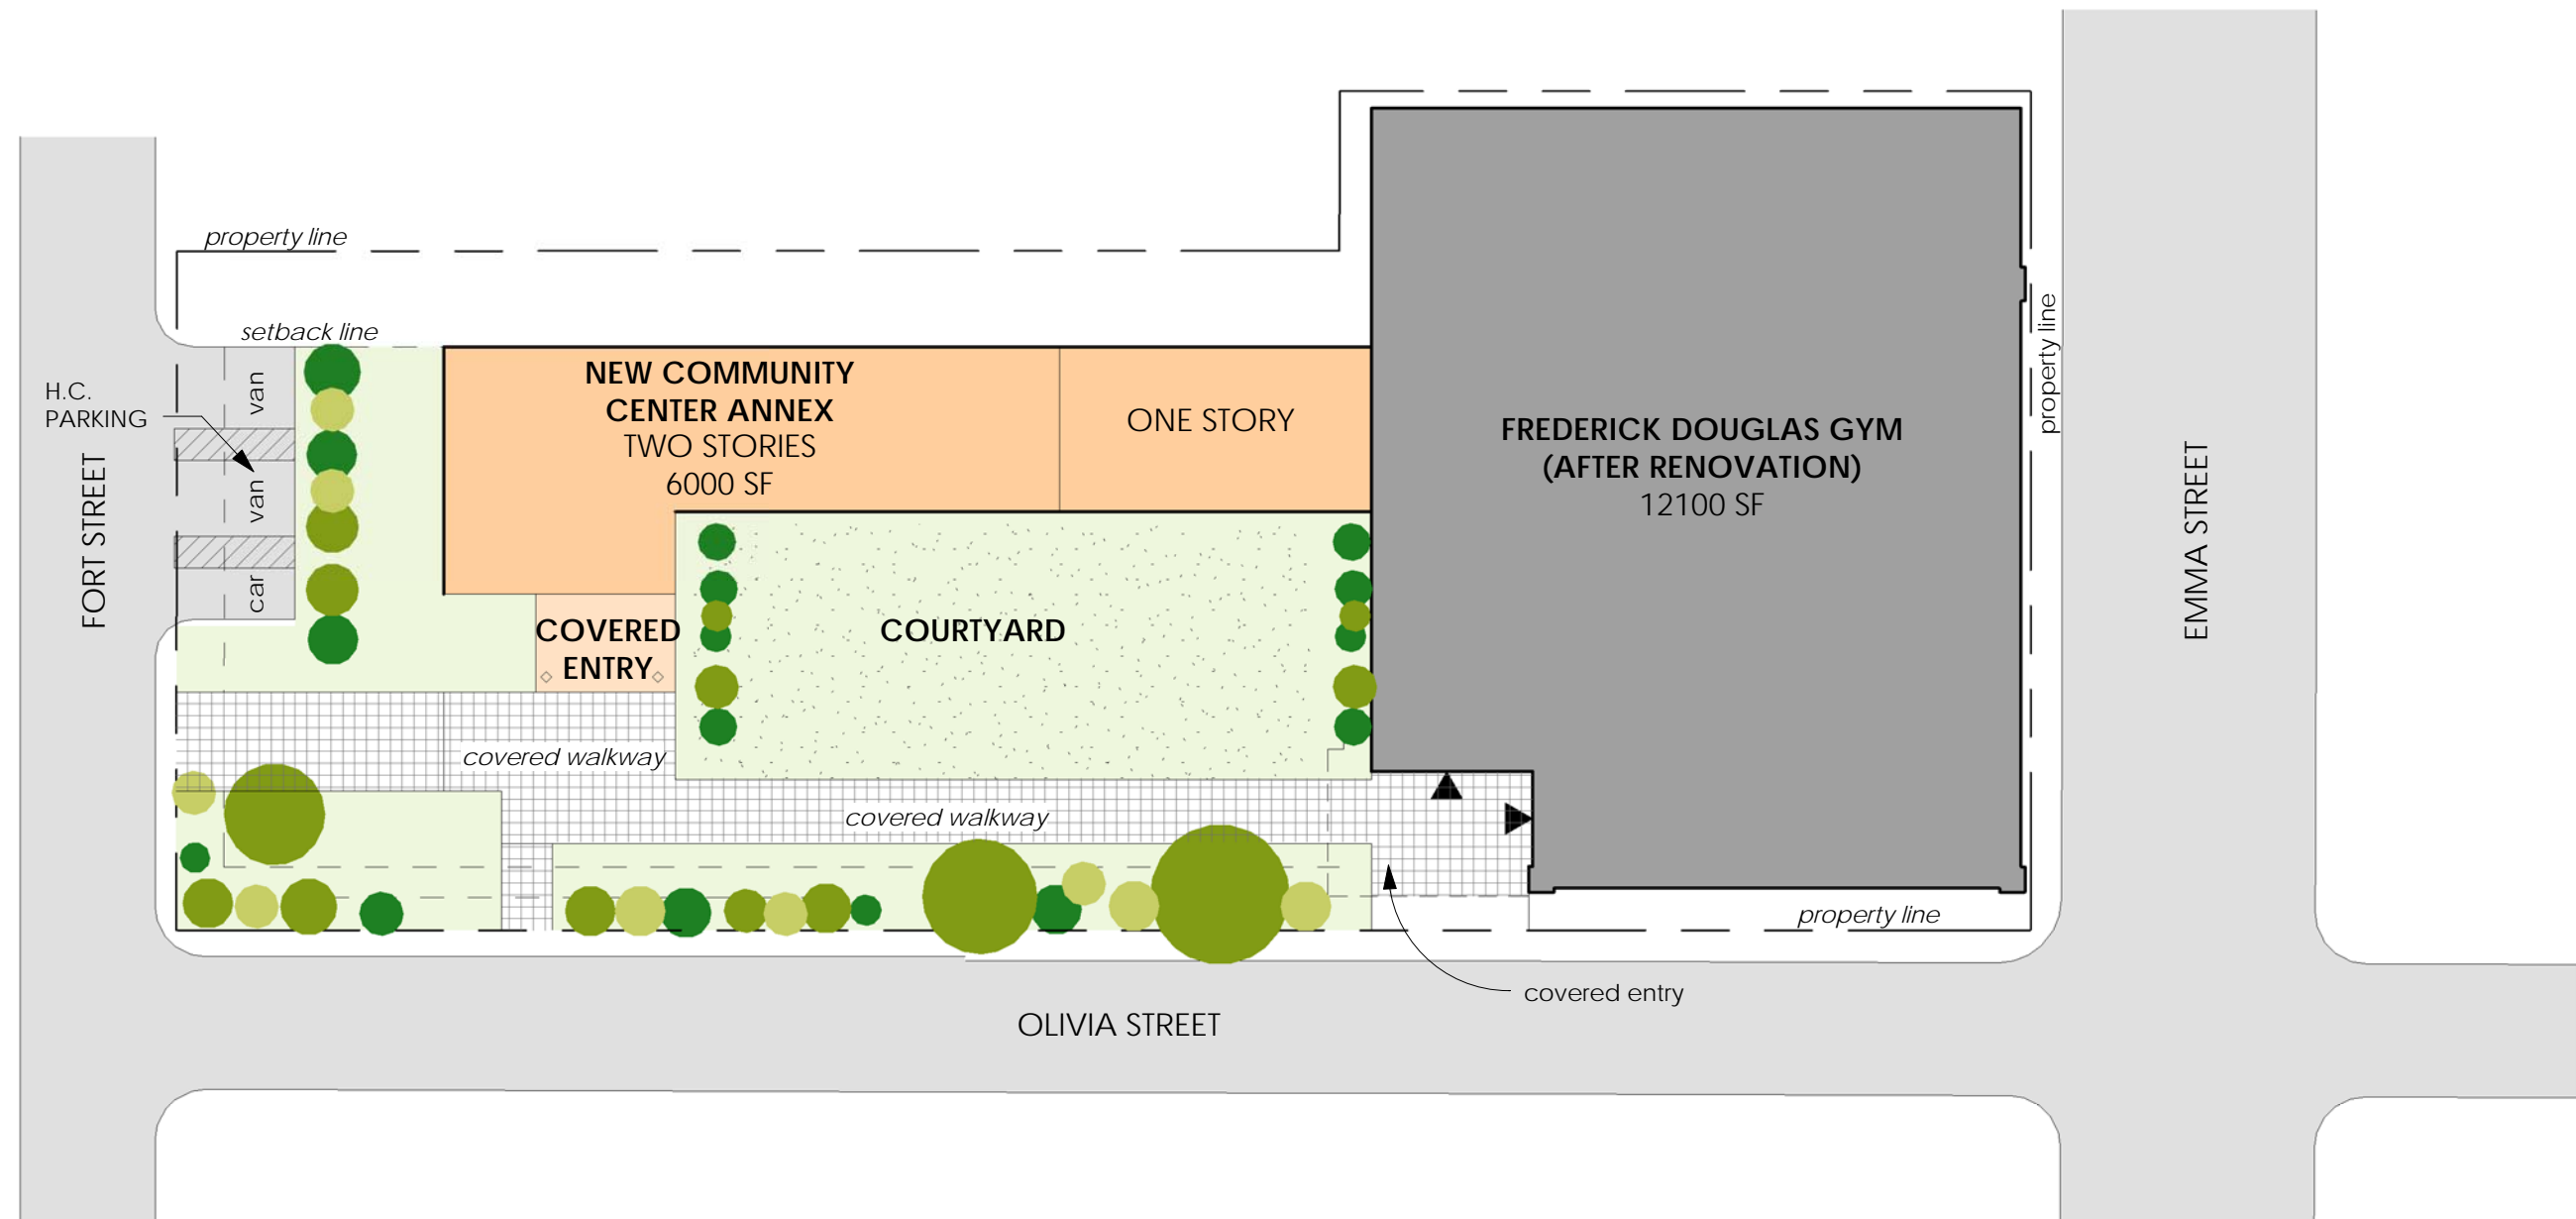 property line
setback line
H.C.
PARKING
van
van
car
FORT STREET
NEW COMMUNITY
CENTER ANNEX
TWO STORIES
6000 SF
ONE STORY
FREDERICK DOUGLAS GYM
(AFTER RENOVATION)
12100 SF
property line
EMMA STREET
COVERED
ENTRY
COURTYARD
covered walkway
covered walkway
property line
covered entry
OLIVIA STREET